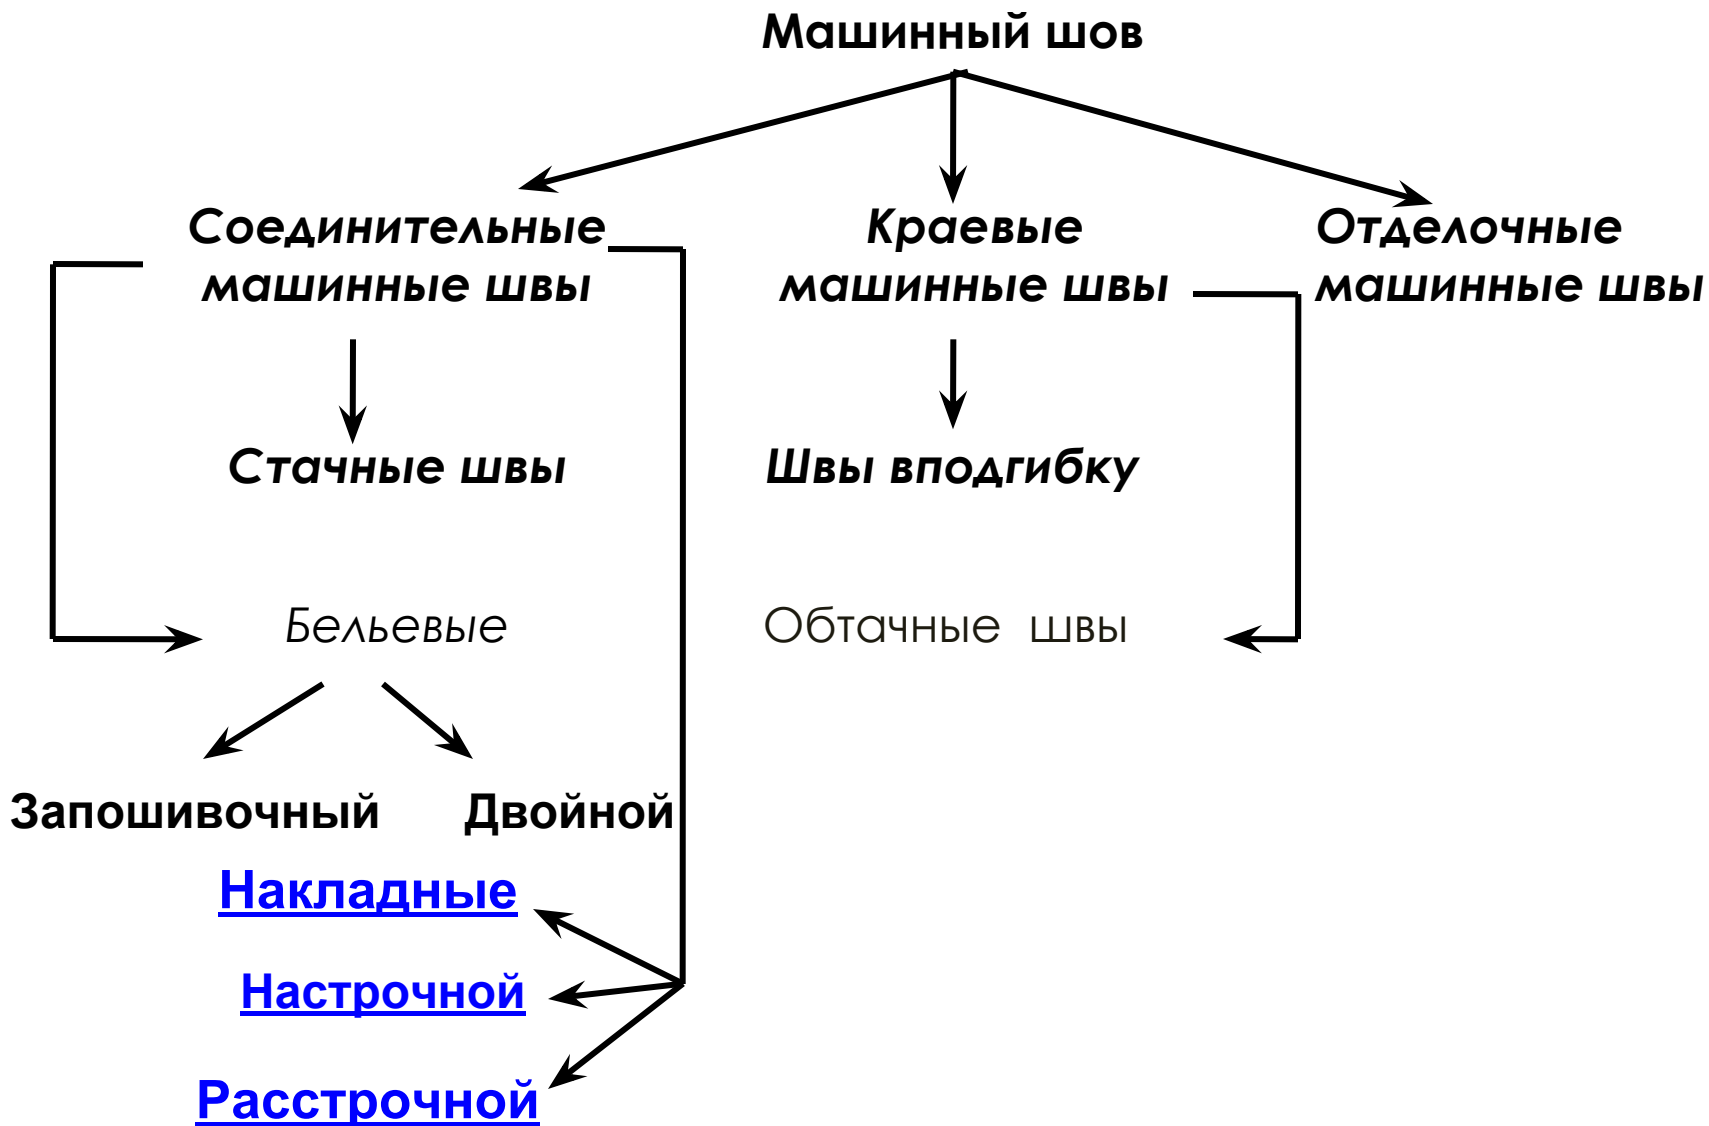 Машинный шов
Соединительные
машинные швы
Краевые
машинные швы
Отделочные
машинные швы
Стачные швы
Швы вподгибку
Бельевые
Обтачные швы
Запошивочный
Двойной
Накладные
Настрочной
Расстрочной